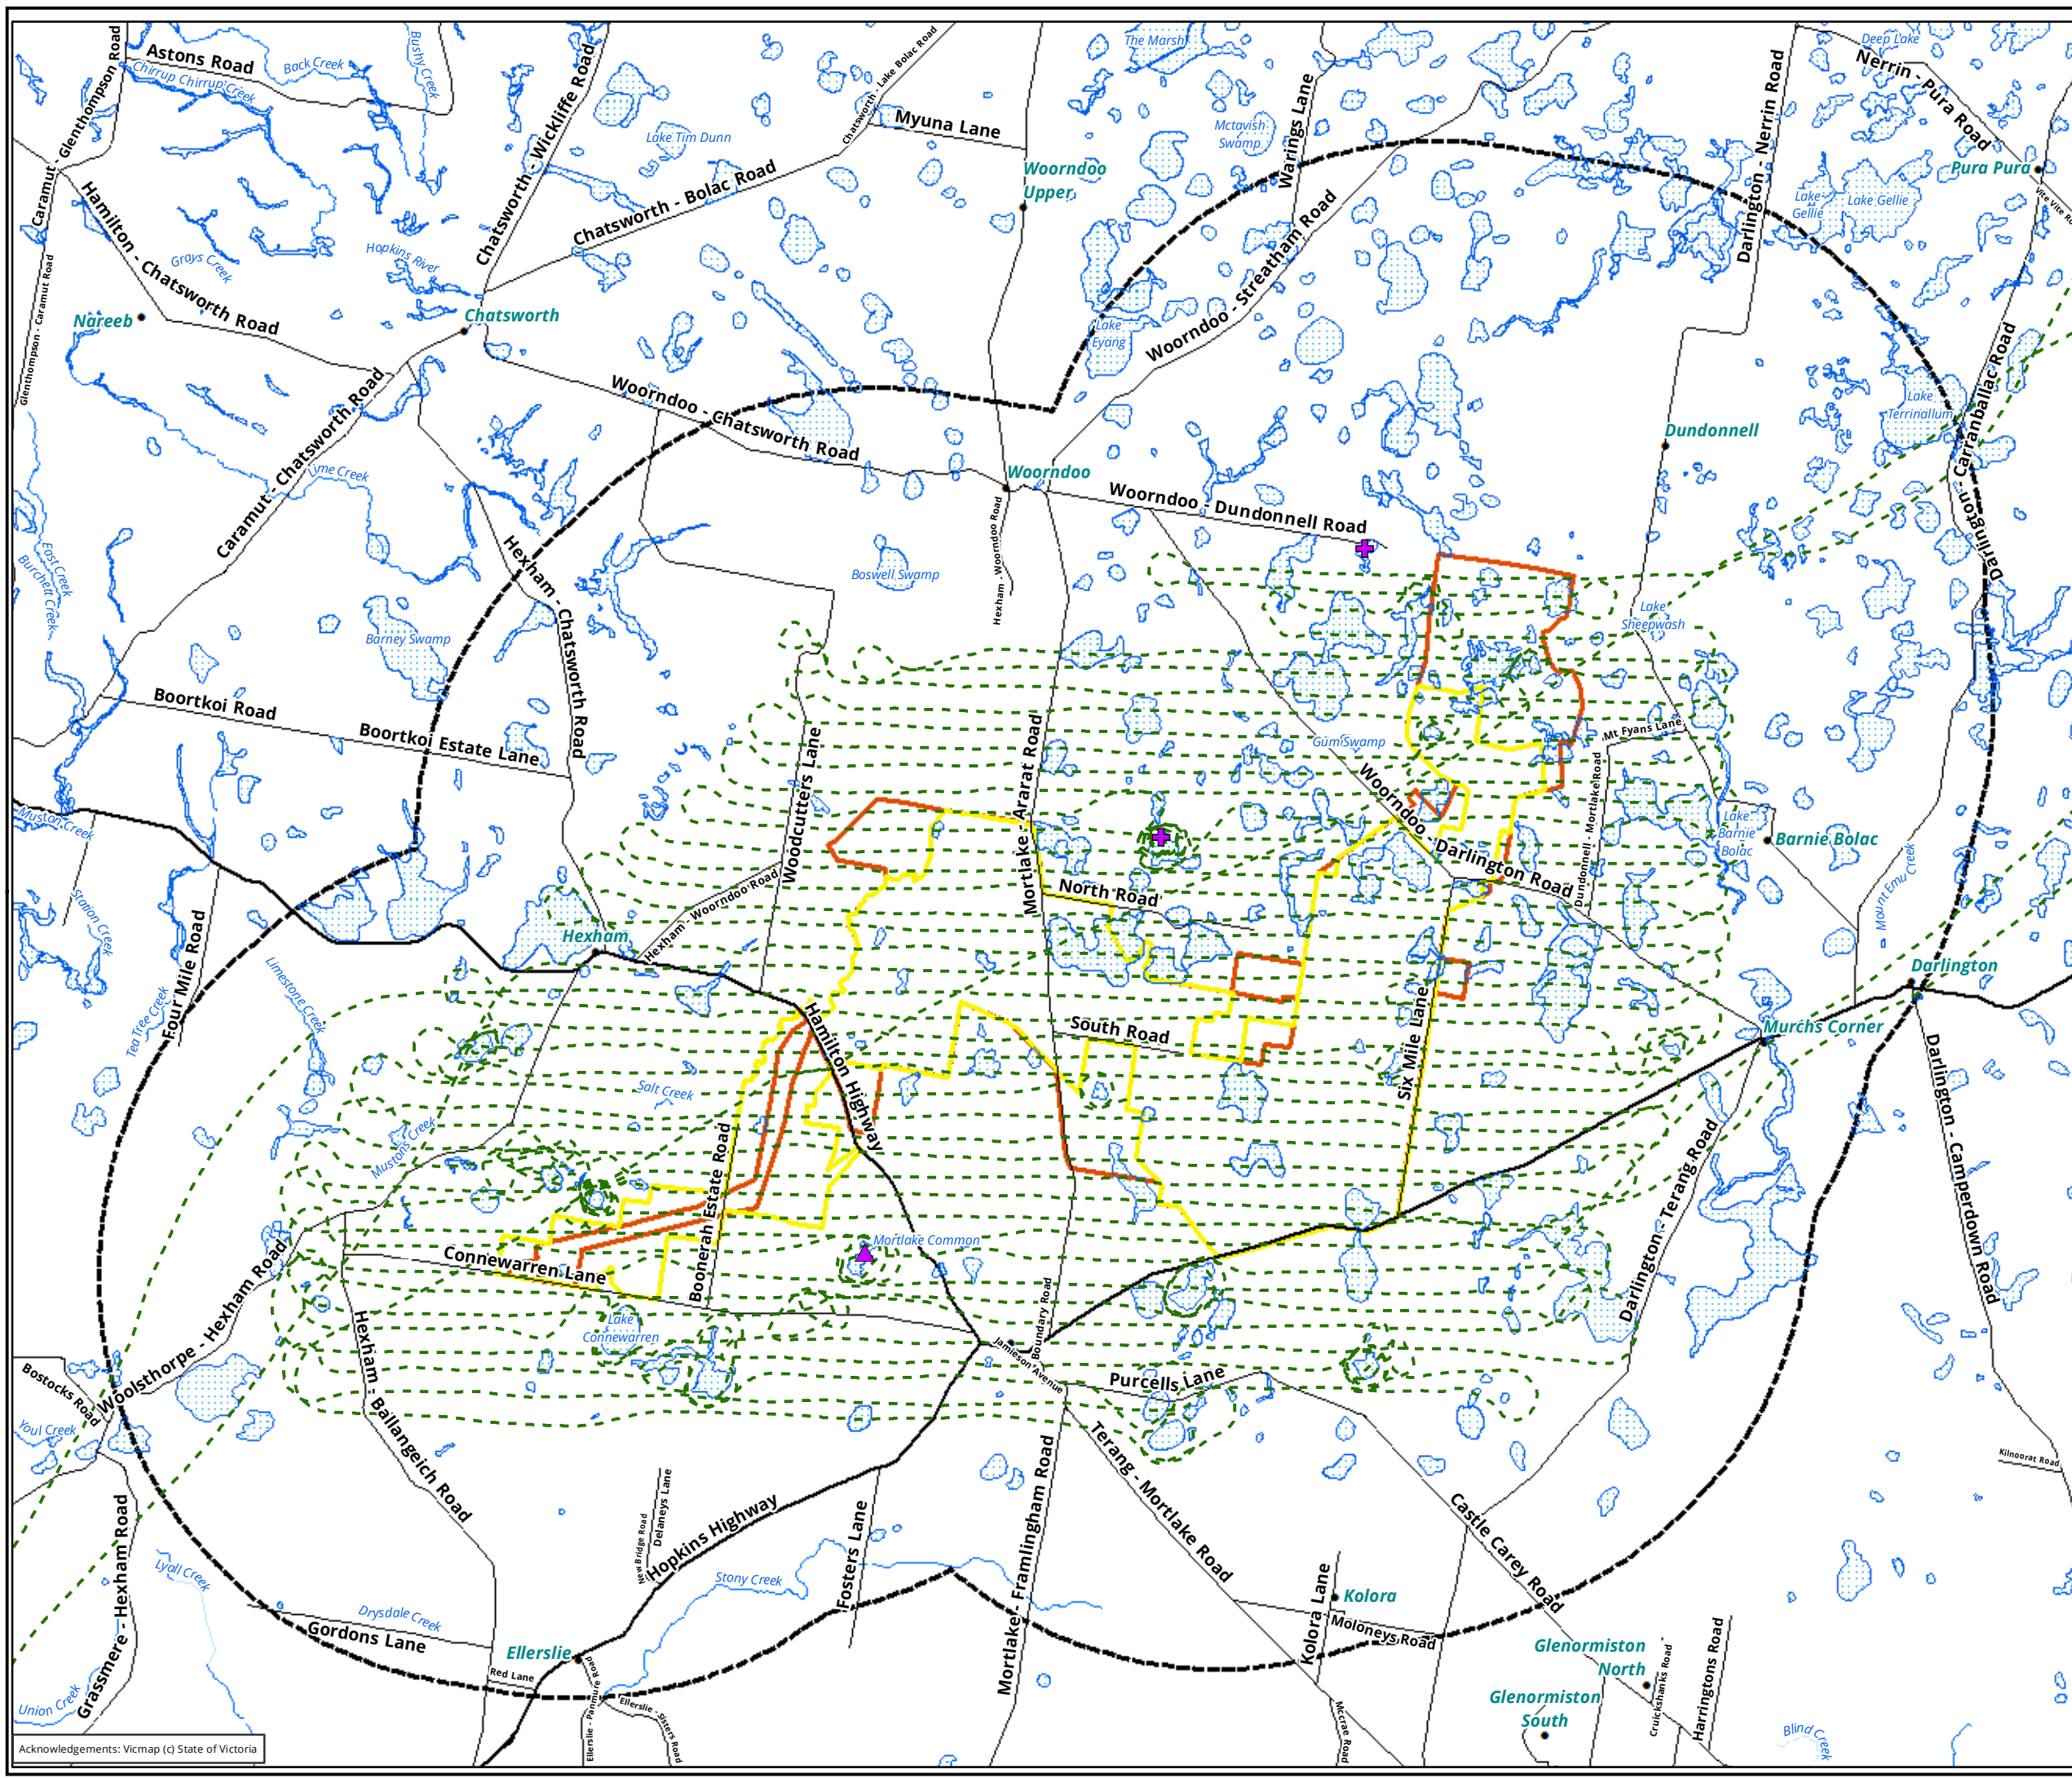 Astons Road
Chirrup Chirrup Creek
Back Creek
Bushy Creek
Caramut - Glenthompson Road
Chatsworth - Wickliffe Road
Lake Tim Dunn
Chatsworth - Lake Bolac Road
Myuna Lane
The Marsh
Mctavish
Swamp
Warings Lane
Darlington - Nerrin Road
Deep Lake
Nerrin - Pura Road
Pura Pura
Woorndoo
Upper
Lake
Gellie
Lake Gellie
Hamilton - Chatsworth Road
Glenthompson - Caramut Road
Grays Creek
Hopkins River
Chatsworth - Bolac Road
Nareeb
Chatsworth
Lake
Eyang
Woorndoo - Streatham Road
Lake
Terrinallum
Darlington - Carranballac Road
Woorndoo - Chatsworth Road
Dundonnell
Caramut - Chatsworth Road
Lyme Creek
Woorndoo
Woorndoo - Dundonnell Road
Hexham - Woorndoo Road
East Creek
Burchett Creek
Hexham - Chatsworth Road
Boswell Swamp
Barney Swamp
Lake
Sheepwash
Boortkoi Road
Boortkoi Estate Lane
Woodcutters Lane
Mortlake - Ararat Road
Gum Swamp
Mt Fyans Lane
Woorndoo - Darlington Road
Dundonnell - Mortlake Road
Lake
Barnie
Bolac
Barnie Bolac
Mount Emu Creek
Muston Creek
Station Creek
North Road
Hexham
Hexham - Woorndoo Road
Four Mile Road
Tea Tree Creek
Limestone Creek
Darlington
Murchs Corner
South Road
Six Mile Lane
Hamilton Highway
Salt Creek
Mustons Creek
Boonerah Estate Road
Mortlake Common
Connewarren Lane
Lake
Connewarren
Darlington - Terang Road
Darlington - Camperdown Road
Woolsthorpe - Hexham Road
Bostocks Road
Youl Creek
Hexham - Ballangeich Road
Boundary Road
Jamieson Avenue
Purcells Lane
Kilnoorat Road
Terang - Mortlake Road
Castle Carey Road
Mortlake - Framlingham Road
Grassmere - Hexham Road
Lyall Creek
Delaneys Lane
New Bridge Road
Hopkins Highway
Fosters Lane
Stony Creek
Drysdale Creek
Gordons Lane
Red Lane
Ellerslie
Ellerslie - Panmure Road
Ellerslie - Sisters Road
Kolora
Kolora Lane
Moloneys Road
Mccrae Road
Glenormiston
North
Glenormiston
South
Cruickshanks Road
Harringtons Road
Blind Creek
Union Creek
Acknowledgements: Vicmap (c) State of Victoria